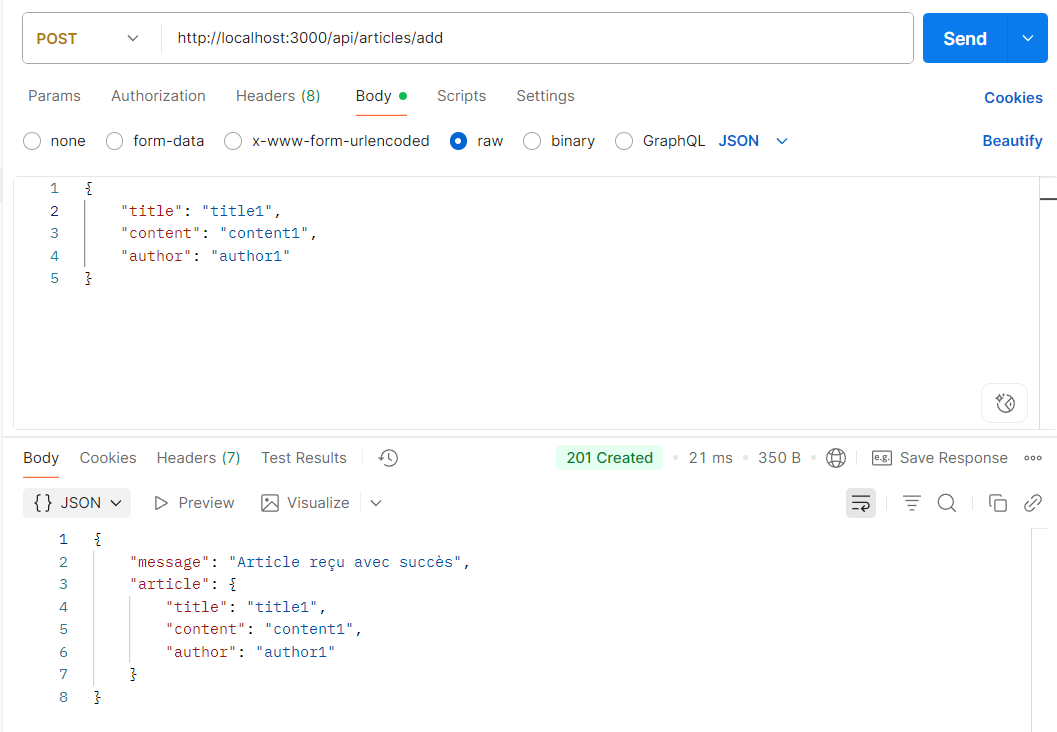 POST http://localhost:3000/api/articles/add Send
Params Authorization Headers (8) Body Scripts Settings Cookies
none form-data x-www-form-urlencoded raw binary GraphQL JSON Beautify
1 {
2 "title": "title1",
3 "content": "content1",
4 "author": "author1"
5 }
Body Cookies Headers (7) Test Results 201 Created 21 ms 350 B e.g. Save Response
{} JSON Preview Visualize
1 {
2 "message": "Article reçu avec succès",
3 "article": {
4 "title": "title1",
5 "content": "content1",
6 "author": "author1"
7 }
8 }